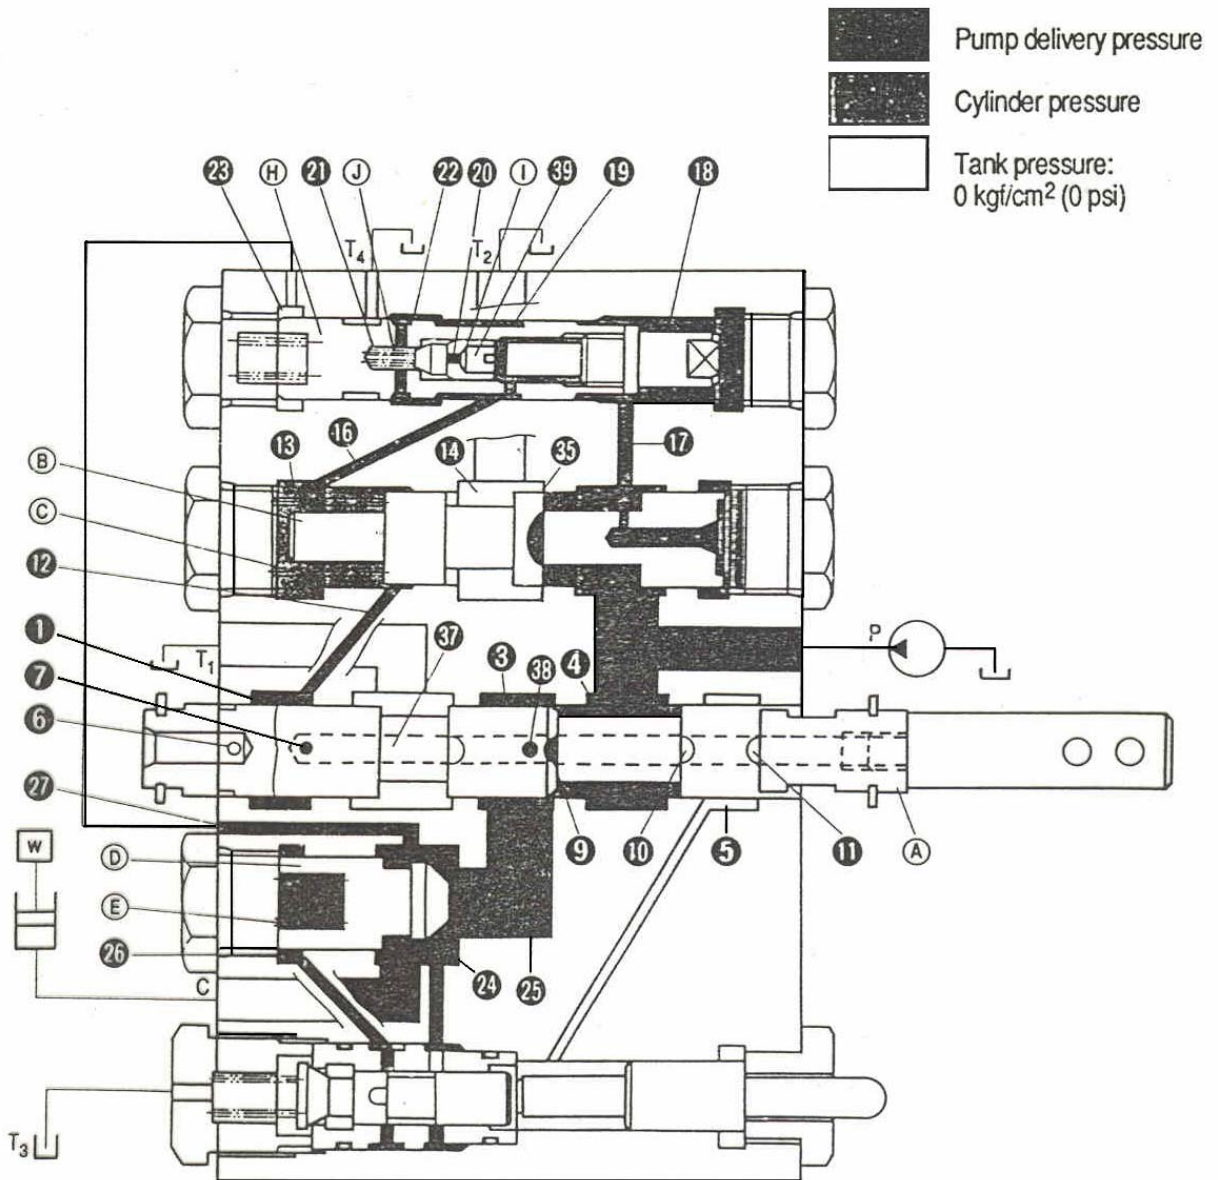 Pump delivery pressure
Cylinder pressure
Tank pressure:
0 kgf/cm² (0 psi)
23 H 21 J 22 20 I 39 19 18
T4 T2
16 13 14 35 17
B
C
12
1
P
T1
7 37 3 38 4
6
27
W
D 9 10 5 11 A
E
26
24 25
C
T3